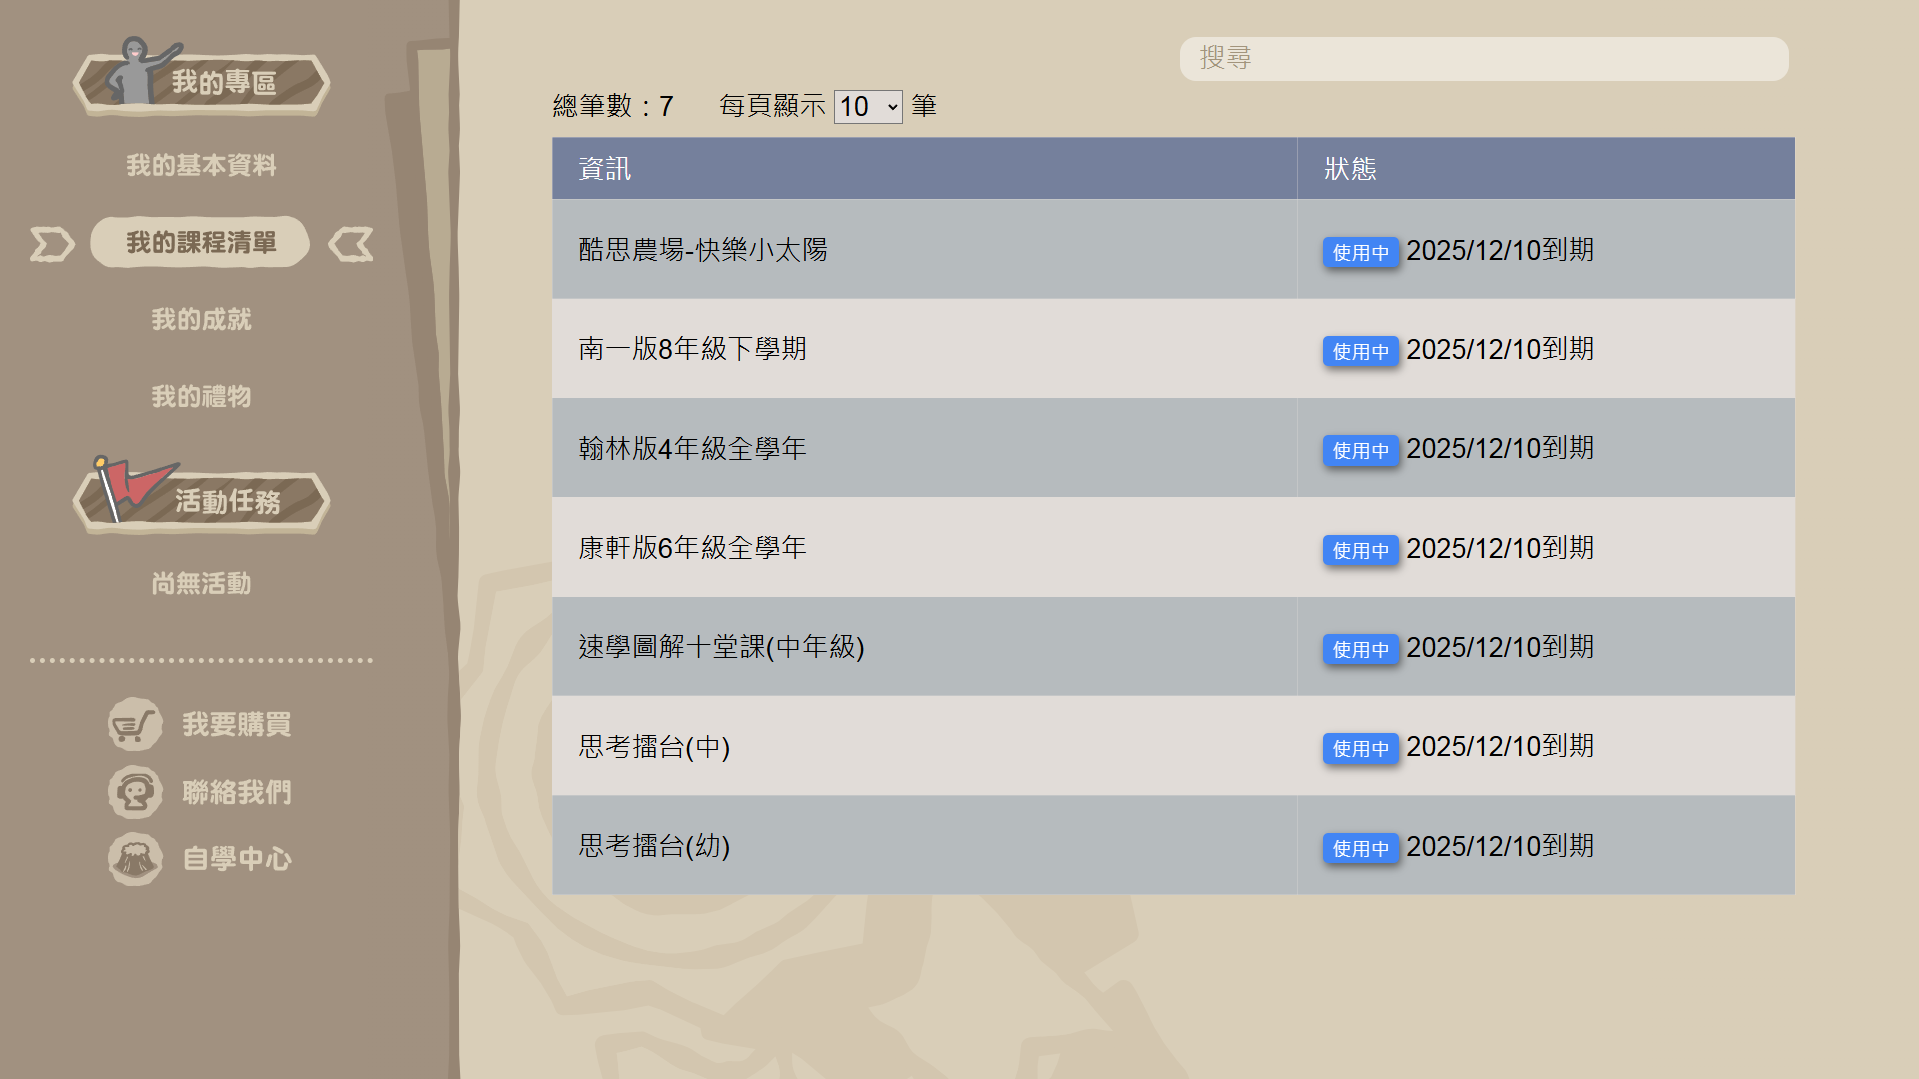 我的專區
我的基本資料
我的課程清單
我的成就
我的禮物
活動任務
尚無活動
我要購買
聯絡我們
自學中心
搜尋
總筆數：7 每頁顯示 10 筆
資訊 狀態
酷思農場-快樂小太陽 使用中 2025/12/10到期
南一版8年級下學期 使用中 2025/12/10到期
翰林版4年級全學年 使用中 2025/12/10到期
康軒版6年級全學年 使用中 2025/12/10到期
速學圖解十堂課(中年級) 使用中 2025/12/10到期
思考擂台(中) 使用中 2025/12/10到期
思考擂台(幼) 使用中 2025/12/10到期